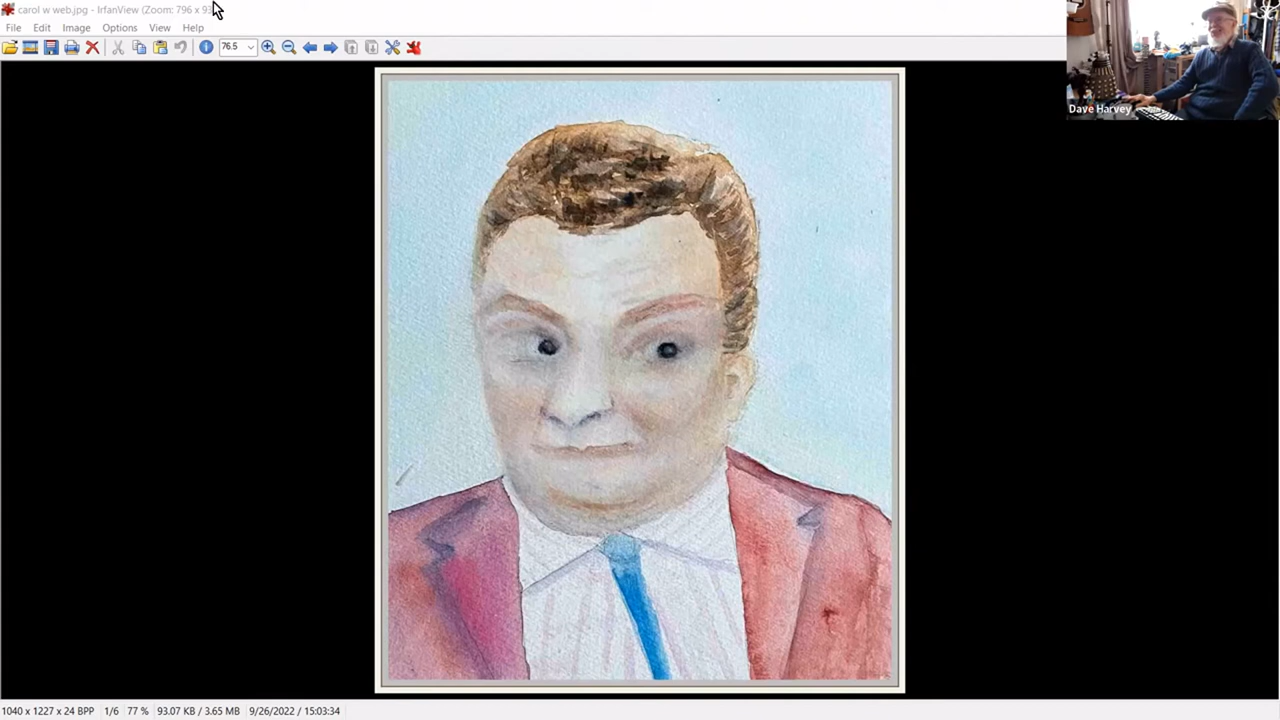 carol w web.jpg - IrfanView (Zoom: 796 x 93
File Edit Image Options View Help
76.5
Dave Harvey
1040 x 1227 x 24 BPP 1/6 77 % 93.07 KB / 3.65 MB 9/26/2022 / 15:03:34